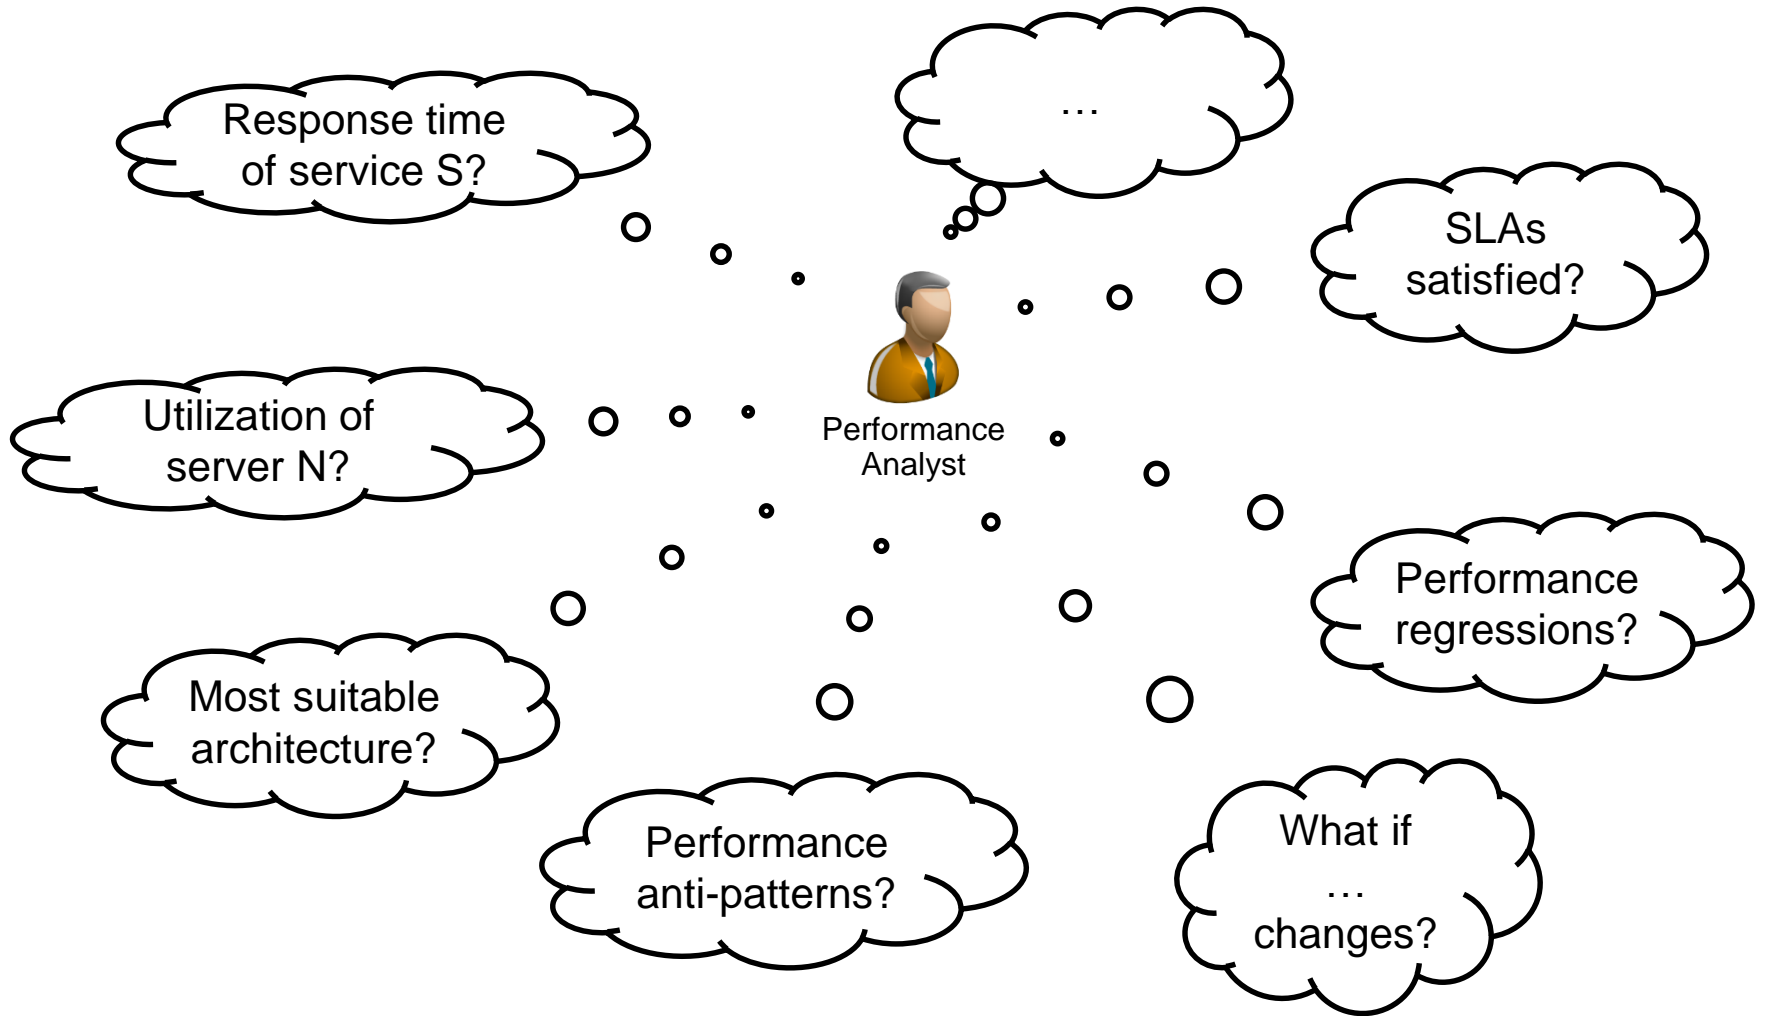 …
Response time
of service S?
SLAs
satisfied?
Utilization of
server N?
Performance
Analyst
Performance
regressions?
Most suitable
architecture?
Performance
anti-patterns?
What if
…
changes?